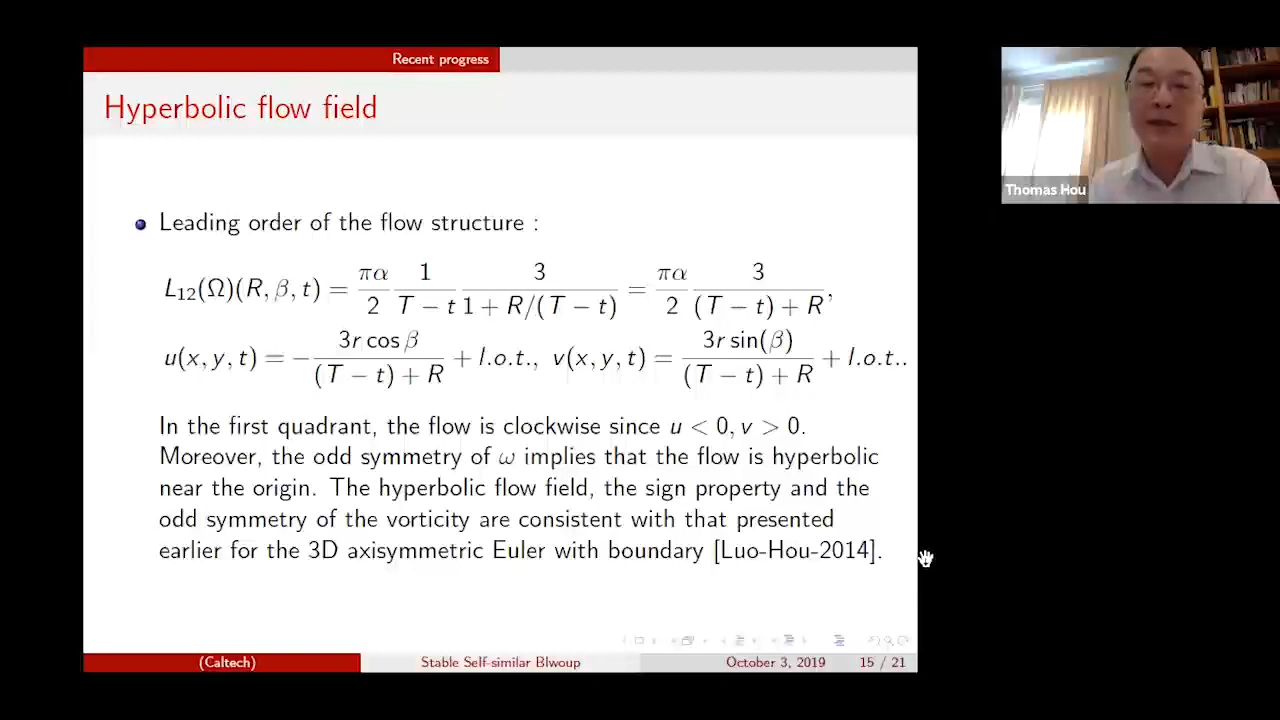 Recent progress
Hyperbolic flow field
Leading order of the flow structure :
L₁₂(Ω)(R, β, t) = πα/2 1/(T − t) 3/(1 + R/(T − t)) = πα/2 3/((T − t) + R),
u(x, y, t) = − 3r cos β/((T − t) + R) + l.o.t., v(x, y, t) = 3r sin(β)/((T − t) + R) + l.o.t..
In the first quadrant, the flow is clockwise since u < 0, v > 0.
Moreover, the odd symmetry of ω implies that the flow is hyperbolic
near the origin. The hyperbolic flow field, the sign property and the
odd symmetry of the vorticity are consistent with that presented
earlier for the 3D axisymmetric Euler with boundary [Luo-Hou-2014].
(Caltech) Stable Self-similar Blwoup October 3, 2019 15 / 21
Thomas Hou